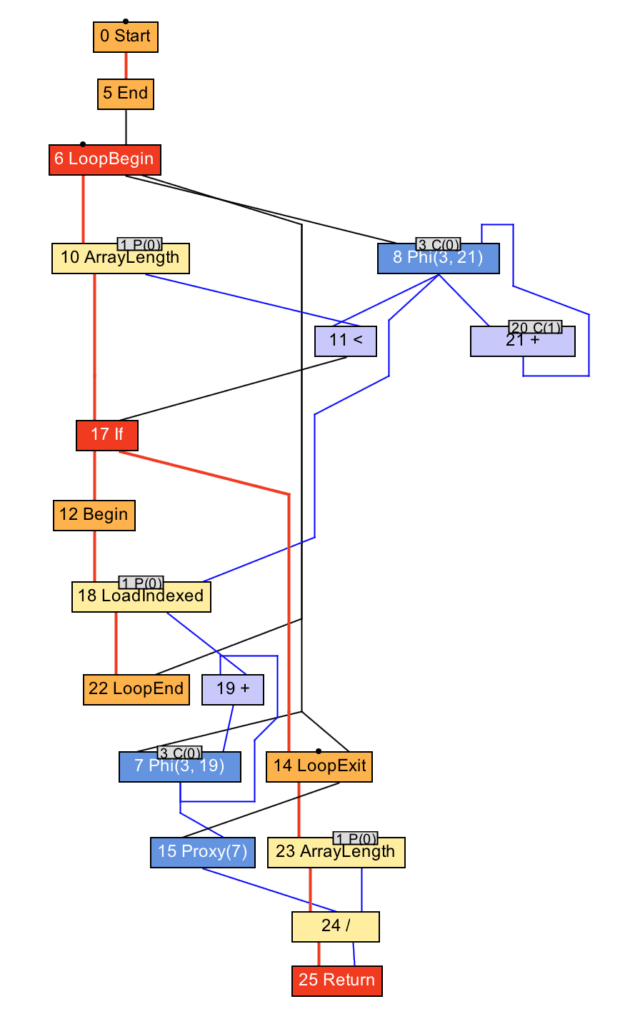 0 Start
5 End
6 LoopBegin
1 P(0)
10 ArrayLength
3 C(0)
8 Phi(3, 21)
11 <
20 C(1)
21 +
17 If
12 Begin
1 P(0)
18 LoadIndexed
22 LoopEnd
19 +
3 C(0)
7 Phi(3, 19)
14 LoopExit
15 Proxy(7)
1 P(0)
23 ArrayLength
24 /
25 Return